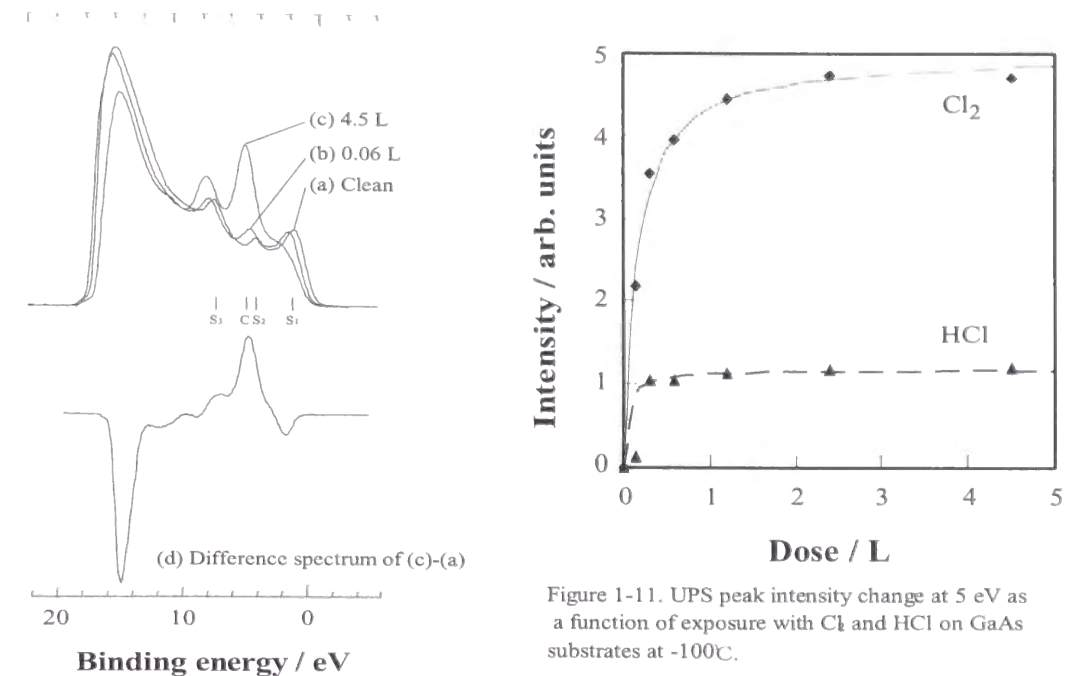 (c) 4.5 L
(b) 0.06 L
(a) Clean
S₃ C S₂ S₁
(d) Difference spectrum of (c)-(a)
20 10 0
Binding energy / eV
Intensity / arb. units
5
4
3
2
1
0
Cl₂
HCl
0 1 2 3 4 5
Dose / L
Figure 1-11. UPS peak intensity change at 5 eV as
a function of exposure with Cl₂ and HCl on GaAs
substrates at -100℃.